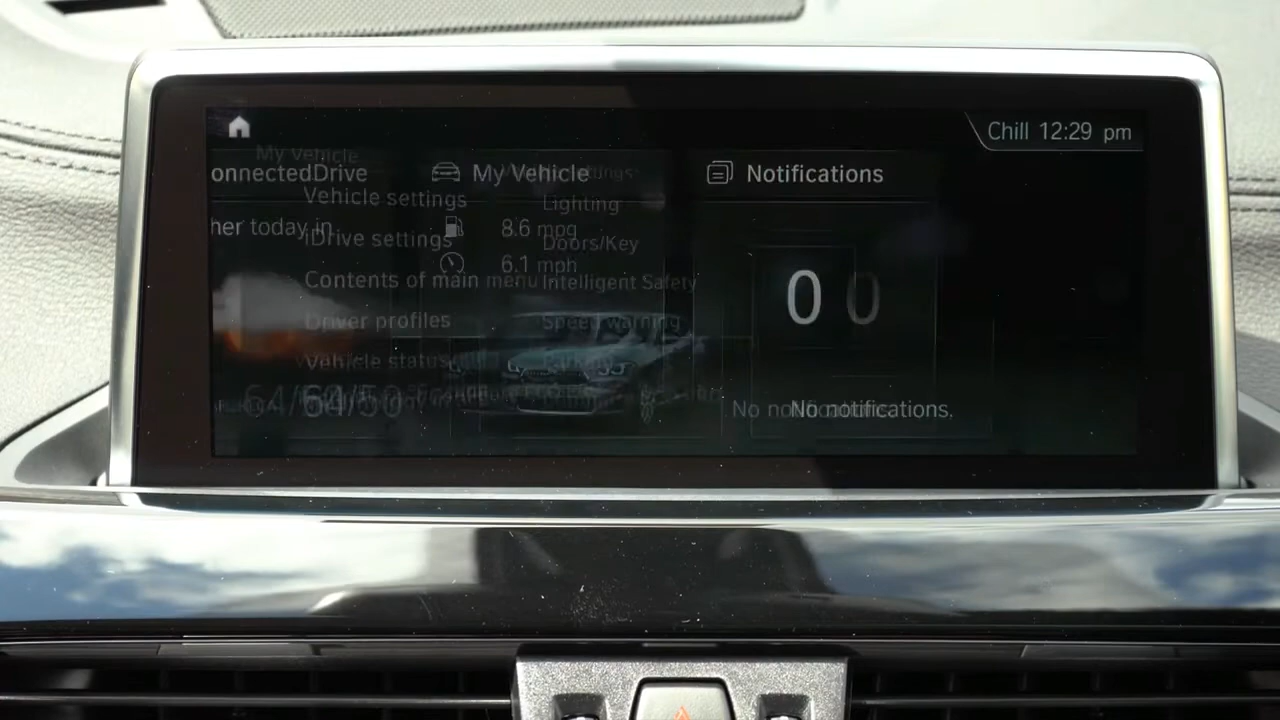 Chill 12:29 pm
My Vehicle
onnectedDrive
My Vehicle
Notifications
Vehicle settings
Lighting
her today in
8.6 mpg
iDrive settings
Doors/Key
6.1 mph
Contents of main menu
Intelligent Safety
0 0
Driver profiles
Speed warning
Vehicle status
Parking
64/50
No notifications.